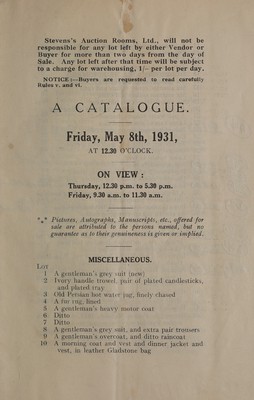 Stevens's Auction Rooms, Ltd., will not be
responsible for any lot left by either Vendor or
Buyer for more than two days from the day of
Sale. Any lot left after that time will be subject
to a charge for warehousing, 1/- per lot per day.
NOTICE :—Buyers are requested to read carefully
Rules v. and vi.
A CATALOGUE.
Friday, May 8th, 1931,
AT 12.30 O'CLOCK.
ON VIEW :
Thursday, 12.30 p.m. to 5.30 p.m.
Friday, 9.30 a.m. to 11.30 a.m.
*** Pictures, Autographs, Manuscripts, etc., offered for
sale are attributed to the persons named, but no
guarantee as to their genuineness is given or implied.
MISCELLANEOUS.
Lot
1 A gentleman's grey suit (new)
2 Ivory handle trowel, pair of plated candlesticks,
and plated tray
3 Old Persian hot water jug, finely chased
4 A fur rug, lined
5 A gentleman's heavy motor coat
6 Ditto
7 Ditto
8 A gentleman's grey suit, and extra pair trousers
9 A gentleman's overcoat, and ditto raincoat
10 A morning coat and vest and dinner jacket and
vest, in leather Gladstone bag